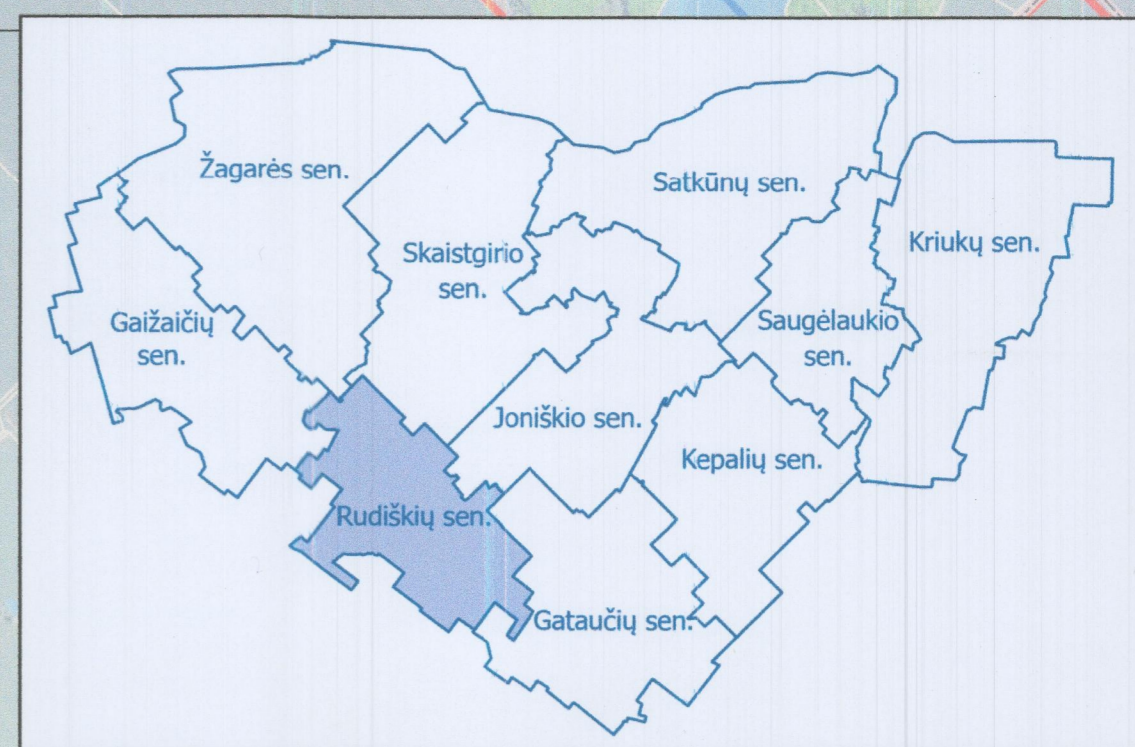 Žagarės sen.
Satkūnų sen.
Kriukų sen.
Skaistgirio
sen.
Gaižaičių
sen.
Saugėlaukio
sen.
Joniškio sen.
Kepalių sen.
Rudiškių sen.
Gataučių sen.